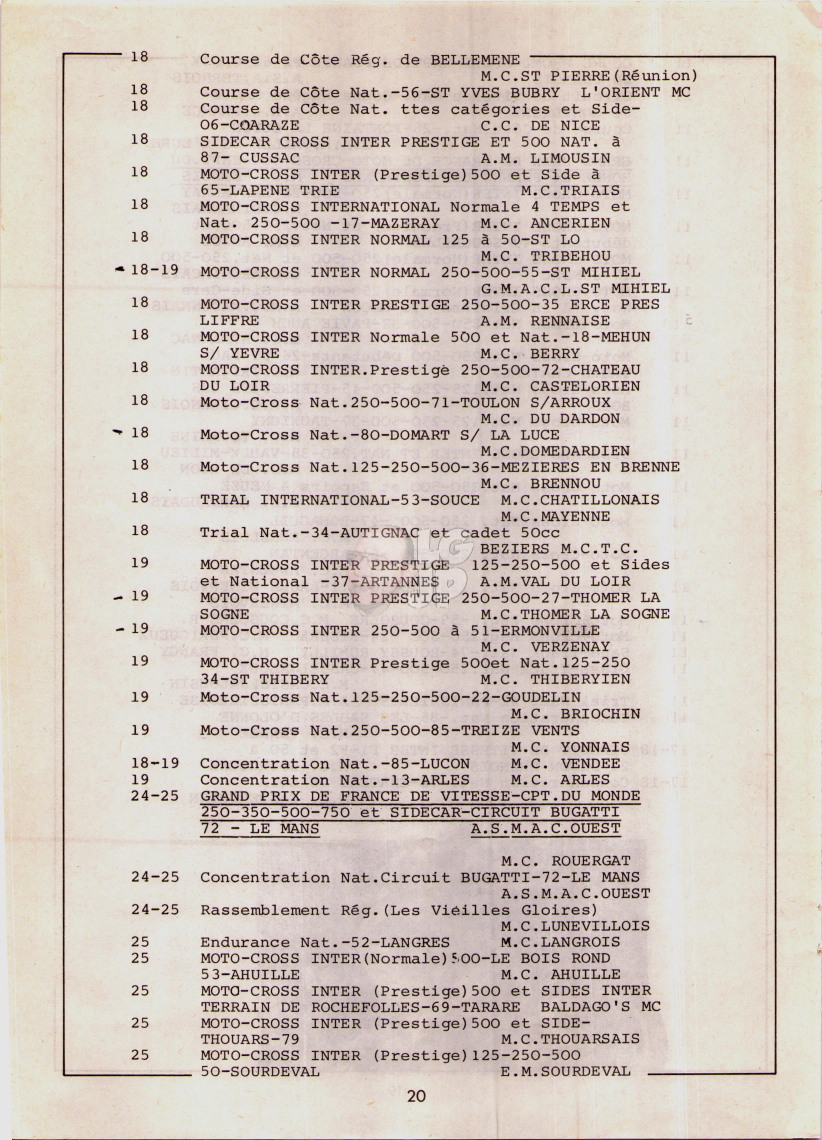 18 Course de Côte Rég. de BELLEMENE
M.C.ST PIERRE(Réunion)
18 Course de Côte Nat.-56-ST YVES BUBRY L'ORIENT MC
18 Course de Côte Nat. ttes catégories et Side-
06-COARAZE C.C. DE NICE
18 SIDECAR CROSS INTER PRESTIGE ET 500 NAT. à
87- CUSSAC A.M. LIMOUSIN
18 MOTO-CROSS INTER (Prestige)500 et Side à
65-LAPENE TRIE M.C.TRIAIS
18 MOTO-CROSS INTERNATIONAL Normale 4 TEMPS et
Nat. 250-500 -17-MAZERAY M.C. ANCERIEN
18 MOTO-CROSS INTER NORMAL 125 à 50-ST LO
M.C. TRIBEHOU
18-19 MOTO-CROSS INTER NORMAL 250-500-55-ST MIHIEL
G.M.A.C.L.ST MIHIEL
18 MOTO-CROSS INTER PRESTIGE 250-500-35 ERCE PRES
LIFFRE A.M. RENNAISE
18 MOTO-CROSS INTER Normale 500 et Nat.-18-MEHUN
S/ YEVRE M.C. BERRY
18 MOTO-CROSS INTER.Prestige 250-500-72-CHATEAU
DU LOIR M.C. CASTELORIEN
18 Moto-Cross Nat.250-500-71-TOULON S/ARROUX
M.C. DU DARDON
18 Moto-Cross Nat.-80-DOMART S/ LA LUCE
M.C.DOMEDARDIEN
18 Moto-Cross Nat.125-250-500-36-MEZIERES EN BRENNE
M.C. BRENNOU
18 TRIAL INTERNATIONAL-53-SOUCE M.C.CHATILLONAIS
M.C.MAYENNE
18 Trial Nat.-34-AUTIGNAC et cadet 50cc
BEZIERS M.C.T.C.
19 MOTO-CROSS INTER PRESTIGE 125-250-500 et Sides
et National -37-ARTANNES A.M.VAL DU LOIR
19 MOTO-CROSS INTER PRESTIGE 250-500-27-THOMER LA
SOGNE M.C.THOMER LA SOGNE
19 MOTO-CROSS INTER 250-500 à 51-ERMONVILLE
M.C. VERZENAY
19 MOTO-CROSS INTER Prestige 500et Nat.125-250
34-ST THIBERY M.C. THIBERYIEN
19 Moto-Cross Nat.125-250-500-22-GOUDELIN
M.C. BRIOCHIN
19 Moto-Cross Nat.250-500-85-TREIZE VENTS
M.C. YONNAIS
18-19 Concentration Nat.-85-LUCON M.C. VENDEE
19 Concentration Nat.-13-ARLES M.C. ARLES
24-25 GRAND PRIX DE FRANCE DE VITESSE-CPT.DU MONDE
250-350-500-750 et SIDECAR-CIRCUIT BUGATTI
72 - LE MANS A.S.M.A.C.OUEST
M.C. ROUERGAT
24-25 Concentration Nat.Circuit BUGATTI-72-LE MANS
A.S.M.A.C.OUEST
24-25 Rassemblement Rég.(Les Vieilles Gloires)
M.C.LUNEVILLOIS
25 Endurance Nat.-52-LANGRES M.C.LANGROIS
25 MOTO-CROSS INTER(Normale)500-LE BOIS ROND
53-AHUILLE M.C. AHUILLE
25 MOTO-CROSS INTER (Prestige)500 et SIDES INTER
TERRAIN DE ROCHEFOLLES-69-TARARE BALDAGO'S MC
25 MOTO-CROSS INTER (Prestige)500 et SIDE-
THOUARS-79 M.C.THOUARSAIS
25 MOTO-CROSS INTER (Prestige)125-250-500
50-SOURDEVAL E.M.SOURDEVAL
20